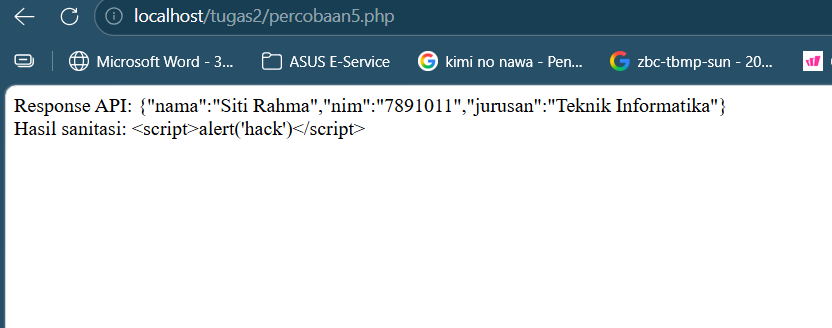 localhost/tugas2/percobaan5.php
Microsoft Word - 3... ASUS E-Service kimi no nawa - Pen... zbc-tbmp-sun - 20...
Response API: {"nama":"Siti Rahma","nim":"7891011","jurusan":"Teknik Informatika"}
Hasil sanitasi: <script>alert('hack')</script>